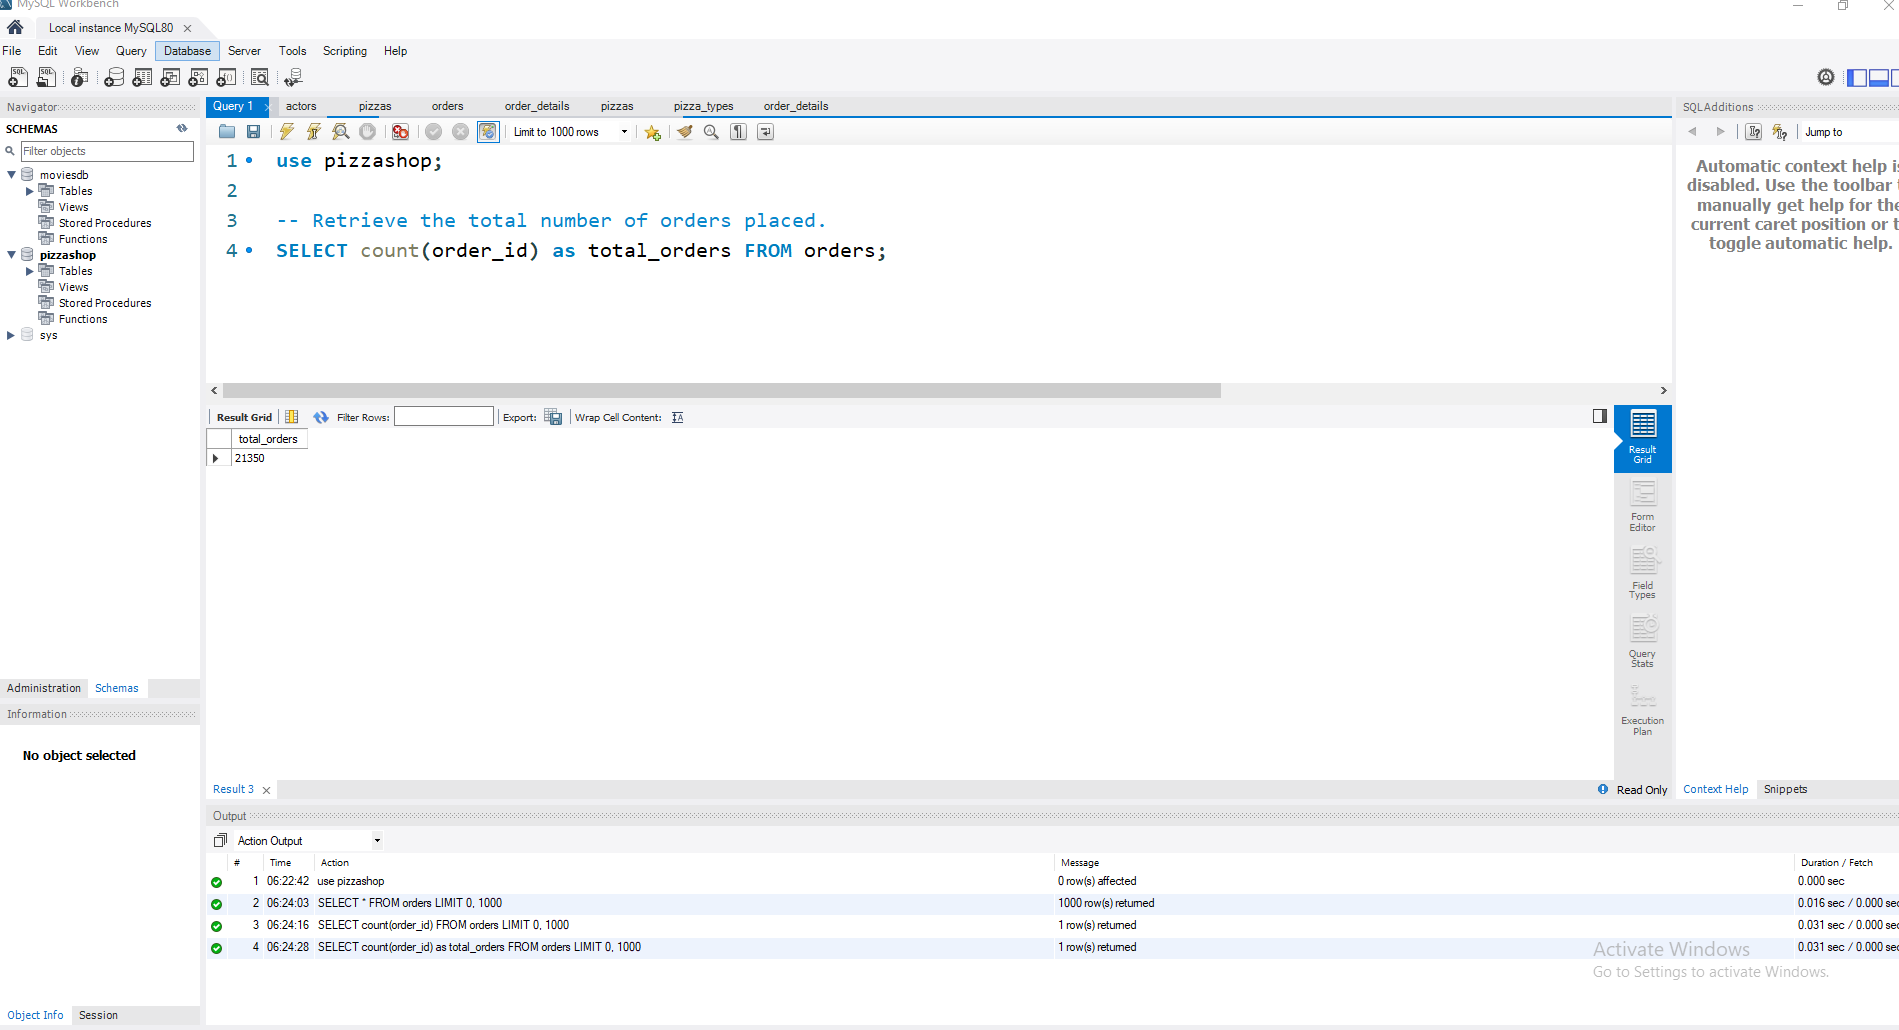 MySQL Workbench
Local instance MySQL80
File Edit View Query Database Server Tools Scripting Help
Navigator
SCHEMAS
Filter objects
moviesdb
Tables
Views
Stored Procedures
Functions
pizzashop
Tables
Views
Stored Procedures
Functions
sys
Administration Schemas
Information
No object selected
Object Info Session
Query 1 actors pizzas orders order_details pizzas pizza_types order_details
Limit to 1000 rows
1 use pizzashop;
2
3 -- Retrieve the total number of orders placed.
4 SELECT count(order_id) as total_orders FROM orders;
Result Grid Filter Rows: Export: Wrap Cell Content:
total_orders
21350
Result Grid
Form Editor
Field Types
Query Stats
Execution Plan
Result 3 Read Only
SQLAdditions
Jump to
Automatic context help is
disabled. Use the toolbar
manually get help for the
current caret position or
toggle automatic help.
Context Help Snippets
Output
Action Output
# Time Action Message Duration / Fetch
1 06:22:42 use pizzashop 0 row(s) affected 0.000 sec
2 06:24:03 SELECT * FROM orders LIMIT 0, 1000 1000 row(s) returned 0.016 sec / 0.000 sec
3 06:24:16 SELECT count(order_id) FROM orders LIMIT 0, 1000 1 row(s) returned 0.031 sec / 0.000 sec
4 06:24:28 SELECT count(order_id) as total_orders FROM orders LIMIT 0, 1000 1 row(s) returned 0.031 sec / 0.000 sec
Activate Windows
Go to Settings to activate Windows.